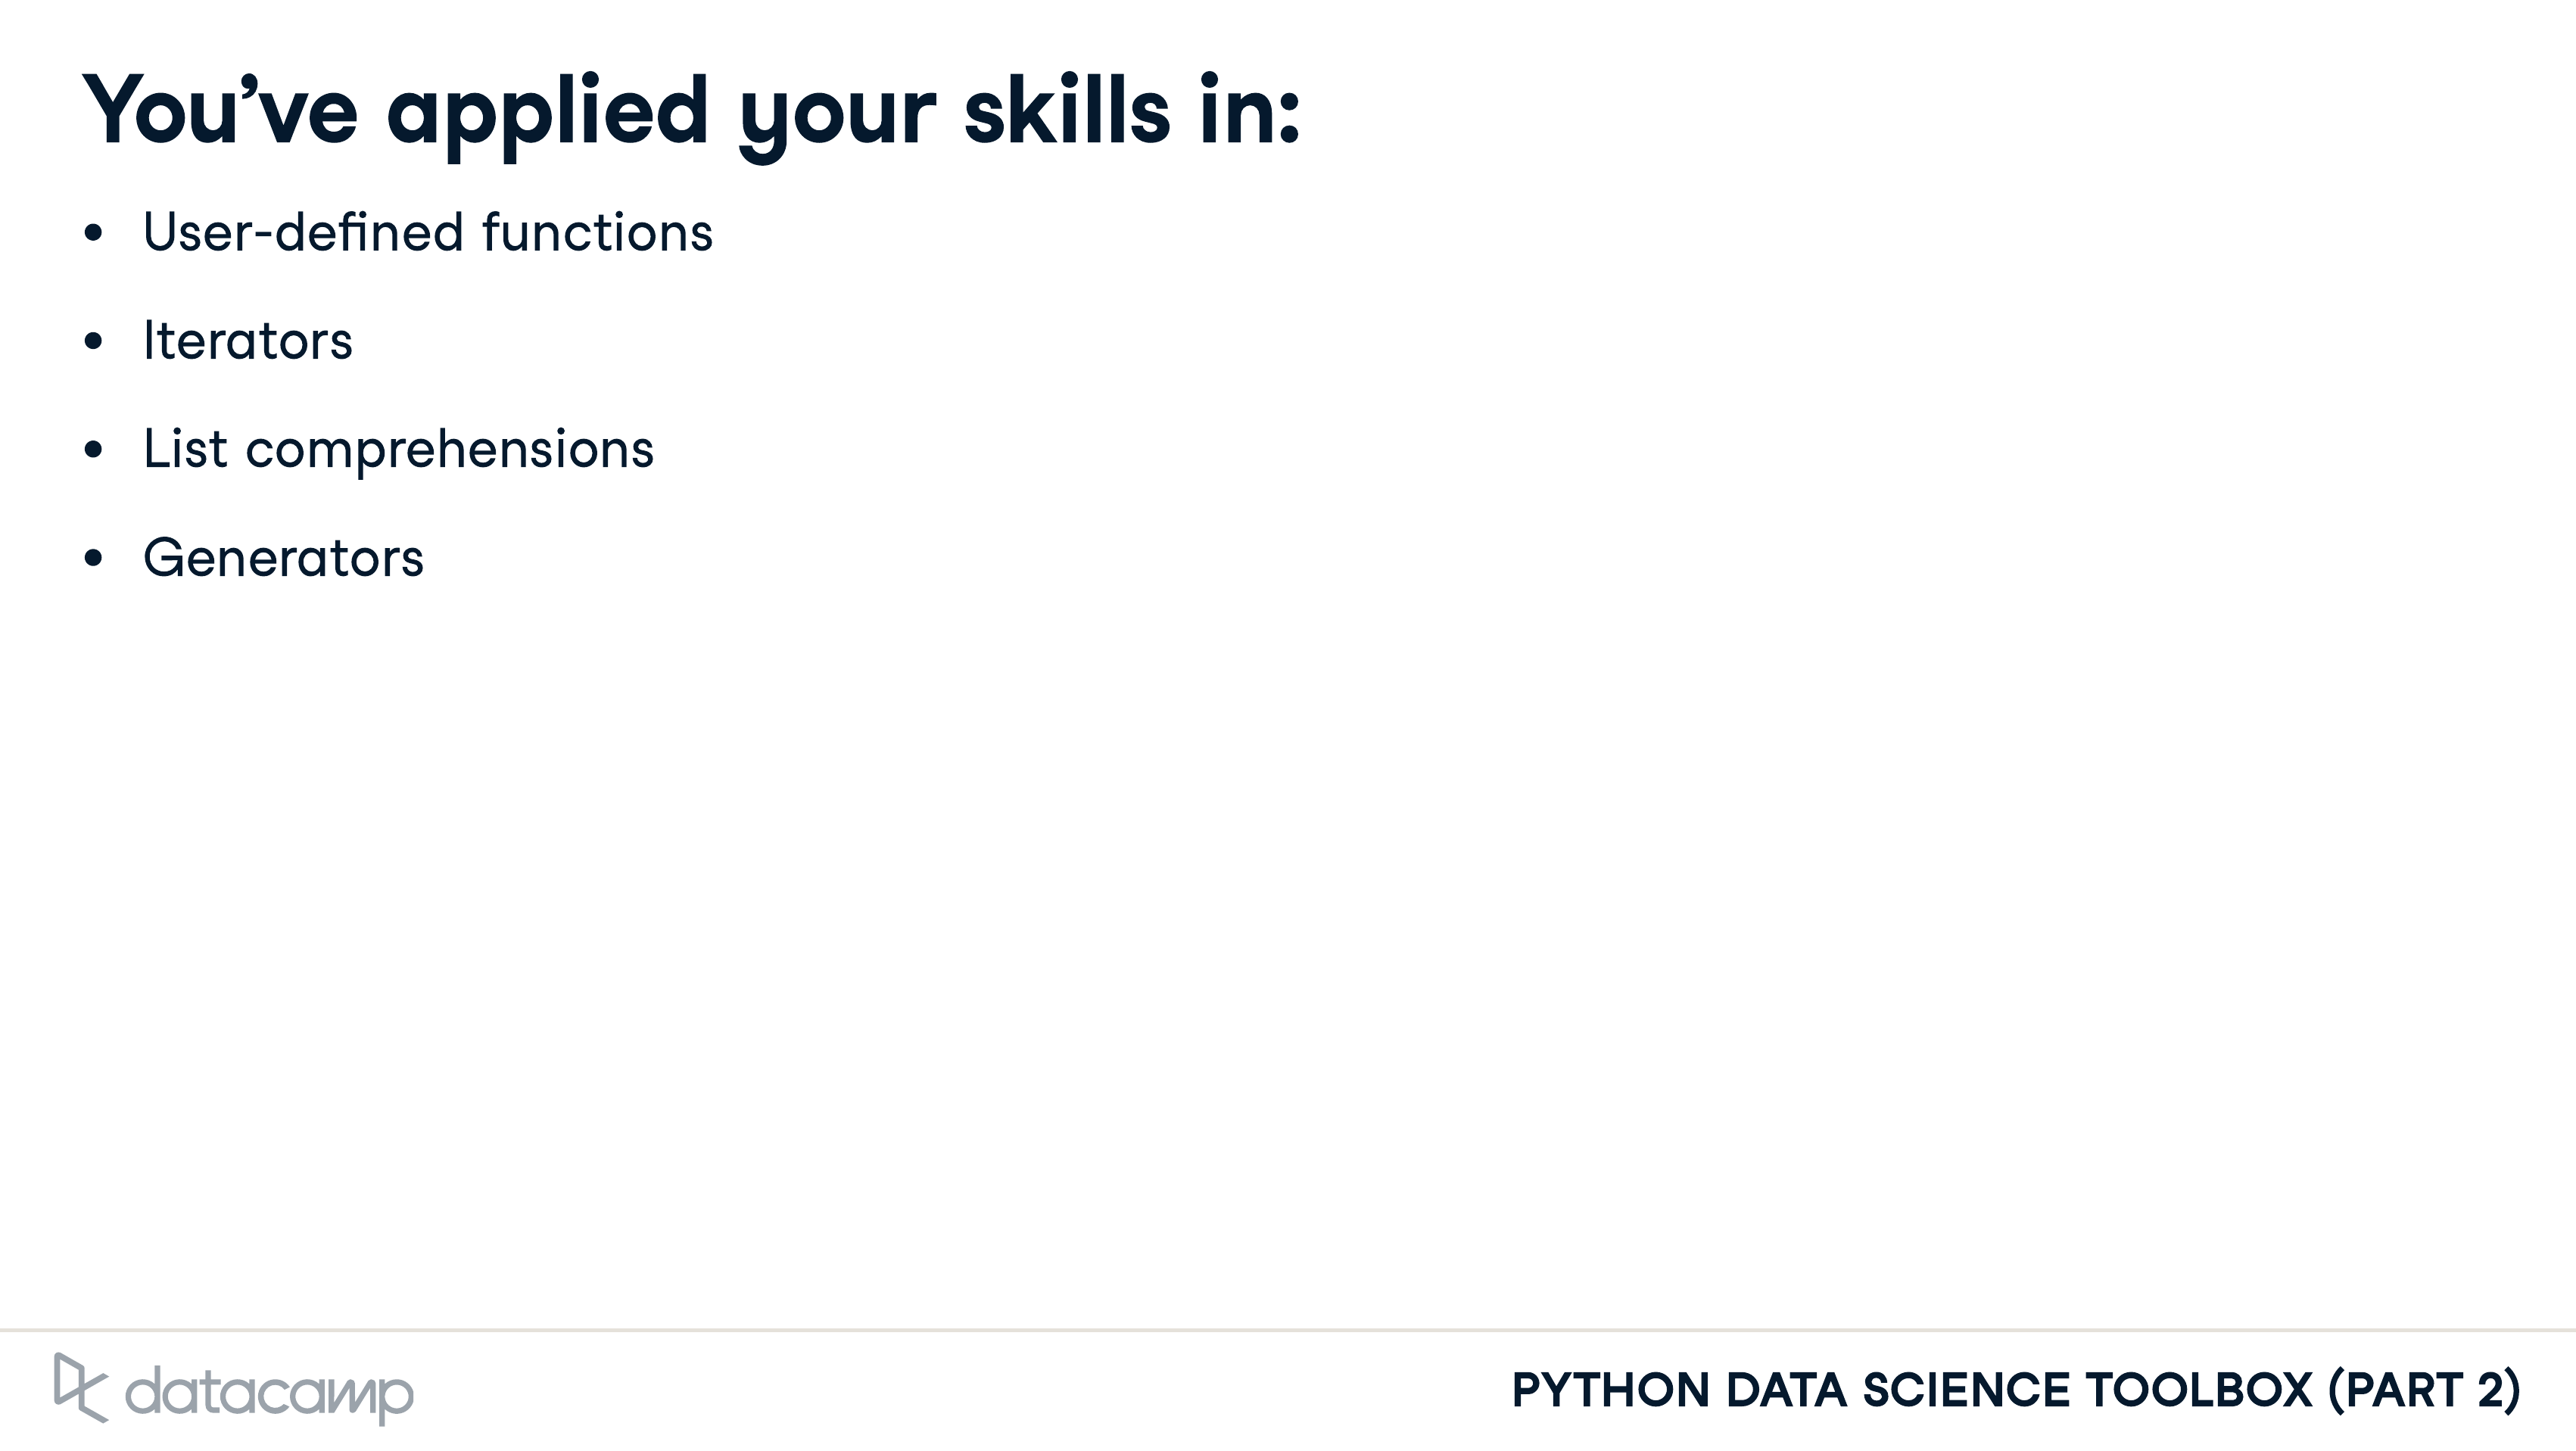 You’ve applied your skills in:
• User-defined functions
• Iterators
• List comprehensions
• Generators
datacamp
PYTHON DATA SCIENCE TOOLBOX (PART 2)